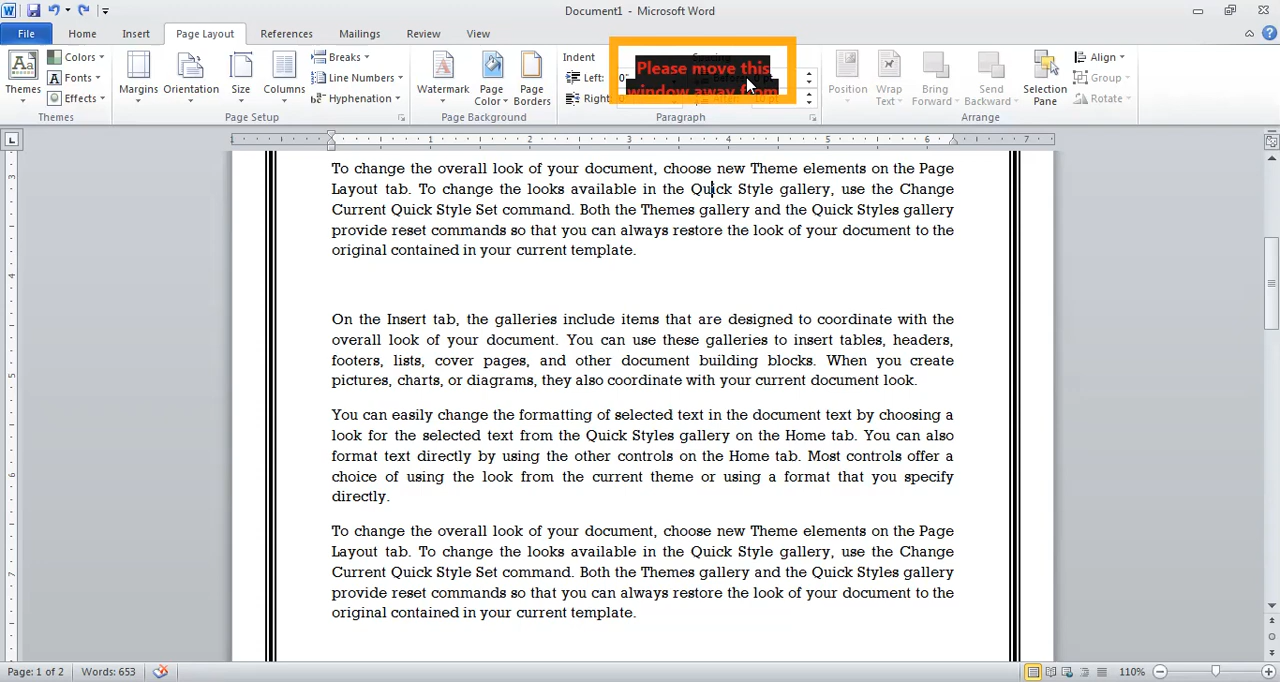 Document1 - Microsoft Word
File Home Insert Page Layout References Mailings Review View
Themes
Colors
Fonts
Effects
Themes
Margins Orientation Size Columns
Breaks
Line Numbers
Hyphenation
Page Setup
Watermark Page Color Page Borders
Page Background
Indent
Left: 0"
Right:
Please move this
window away from
Paragraph
Position Wrap Text Bring Forward Send Backward Selection Pane
Align
Group
Rotate
Arrange
1 2 3 4 5 6 7
To change the overall look of your document, choose new Theme elements on the Page
Layout tab. To change the looks available in the Quick Style gallery, use the Change
Current Quick Style Set command. Both the Themes gallery and the Quick Styles gallery
provide reset commands so that you can always restore the look of your document to the
original contained in your current template.
On the Insert tab, the galleries include items that are designed to coordinate with the
overall look of your document. You can use these galleries to insert tables, headers,
footers, lists, cover pages, and other document building blocks. When you create
pictures, charts, or diagrams, they also coordinate with your current document look.
You can easily change the formatting of selected text in the document text by choosing a
look for the selected text from the Quick Styles gallery on the Home tab. You can also
format text directly by using the other controls on the Home tab. Most controls offer a
choice of using the look from the current theme or using a format that you specify
directly.
To change the overall look of your document, choose new Theme elements on the Page
Layout tab. To change the looks available in the Quick Style gallery, use the Change
Current Quick Style Set command. Both the Themes gallery and the Quick Styles gallery
provide reset commands so that you can always restore the look of your document to the
original contained in your current template.
Page: 1 of 2 Words: 653 110%